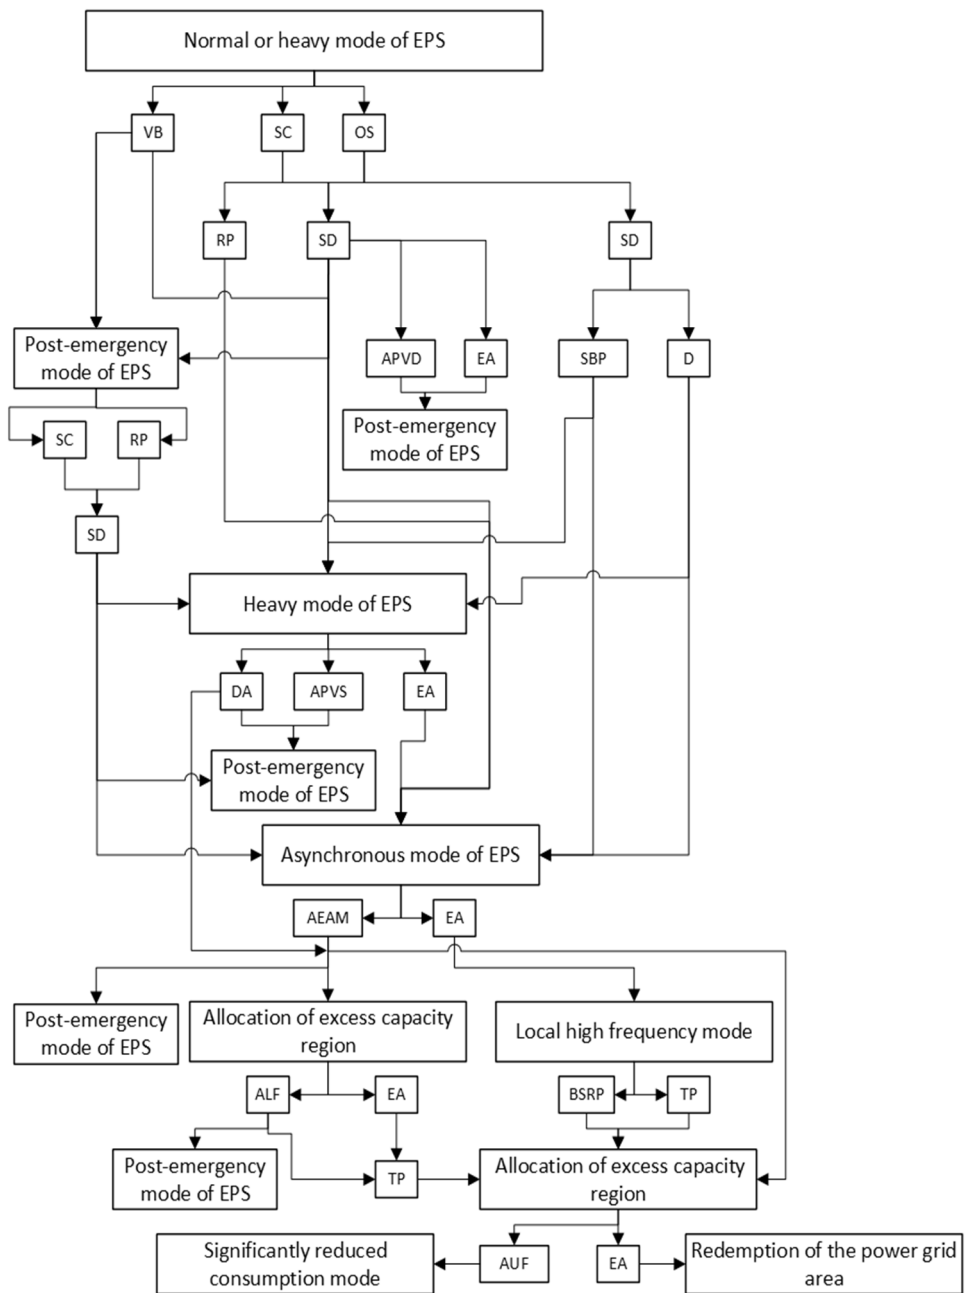 Normal or heavy mode of EPS
VB
SC
OS
RP
SD
SD
Post-emergency
mode of EPS
APVD
EA
SBP
D
Post-emergency
mode of EPS
SC
RP
SD
Heavy mode of EPS
DA
APVS
EA
Post-emergency
mode of EPS
Asynchronous mode of EPS
AEAM
EA
Post-emergency
mode of EPS
Allocation of excess capacity
region
Local high frequency mode
ALF
EA
BSRP
TP
Post-emergency
mode of EPS
TP
Allocation of excess capacity
region
Significantly reduced
consumption mode
AUF
EA
Redemption of the power grid
area